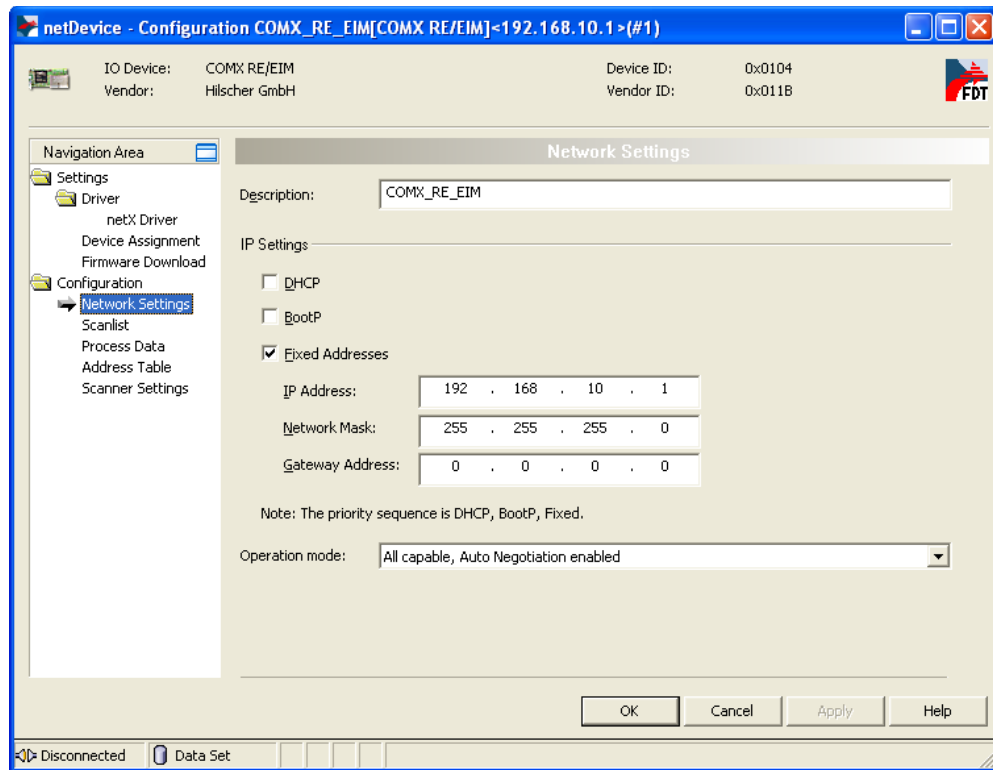 netDevice - Configuration COMX_RE_EIM[COMX RE/EIM]<192.168.10.1>(#1)
IO Device: COMX RE/EIM Device ID: 0x0104
Vendor: Hilscher GmbH Vendor ID: 0x011B
FDT
Navigation Area
Settings
Driver
netX Driver
Device Assignment
Firmware Download
Configuration
Network Settings
Scanlist
Process Data
Address Table
Scanner Settings
Network Settings
Description: COMX_RE_EIM
IP Settings
DHCP
BootP
Fixed Addresses
IP Address: 192 . 168 . 10 . 1
Network Mask: 255 . 255 . 255 . 0
Gateway Address: 0 . 0 . 0 . 0
Note: The priority sequence is DHCP, BootP, Fixed.
Operation mode: All capable, Auto Negotiation enabled
OK Cancel Apply Help
Disconnected Data Set